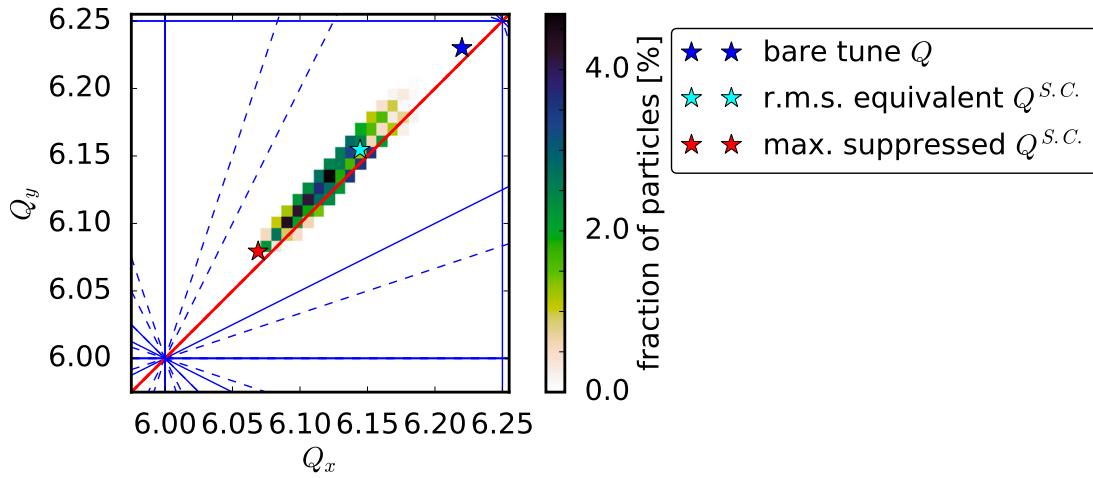 6.25
6.20
6.15
6.10
6.05
6.00
Q_y
6.00 6.05 6.10 6.15 6.20 6.25
Q_x
4.0
2.0
0.0
fraction of particles [%]
bare tune Q
r.m.s. equivalent Q^{S.C.}
max. suppressed Q^{S.C.}